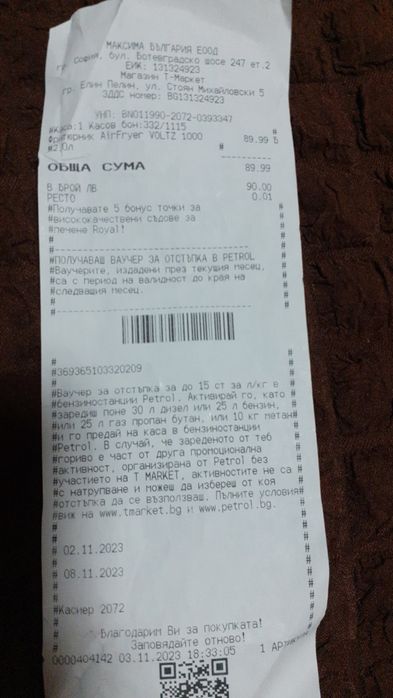 МАКСИМА БЪЛГАРИЯ ЕООД
гр. София, бул. Ботевградско шосе 247 ет.2
ЕИК: 131324923
Магазин Т-Маркет
гр. Елин Пелин, ул. Стоян Михайловски 5
ЗДДС номер: BG131324923
УНП: BN011990-2072-0393347
#Каса:1 Касов бон:332/1115
Фритюрник AirFryer VOLTZ 1000 89.99 Б
#2.0л
ОБЩА СУМА 89.99
В БРОЙ ЛВ 90.00
РЕСТО 0.01
#Получавате 5 бонус точки за #
#висококачествени съдове за #
#печене Royal! #
# #
#------------------------------ #
#ПОЛУЧАВАШ ВАУЧЕР ЗА ОТСТЪПКА В PETROL #
#Ваучерите, издадени през текущия месец, #
#са с период на валидност до края на #
#следващия месец. #
# #
#------------------------------ #
# #
#369365103320209 #
# #
#Ваучер за отстъпка за до 15 ст за л/кг в #
#бензиностанции Petrol. Активирай го, като #
#заредиш поне 30 л дизел или 25 л бензин, #
#или 25 л газ пропан бутан, или 10 кг метан#
#и го предай на каса в бензиностанции #
#Petrol. В случай, че зареденото от теб #
#гориво е част от друга промоционална #
#активност, организирана от Petrol без #
#участието на T MARKET, активностите не са #
#с натрупване и можеш да избереш от коя #
#отстъпка да се възползваш. Пълните условия#
#виж на www.tmarket.bg и www.petrol.bg. #
# #
# 02.11.2023 #
# #
# 08.11.2023 #
# #
#Касиер 2072 #
# Благодарим Ви за покупката! #
# Заповядайте отново! #
0000404142 03.11.2023 18:33:05 1 Артикул